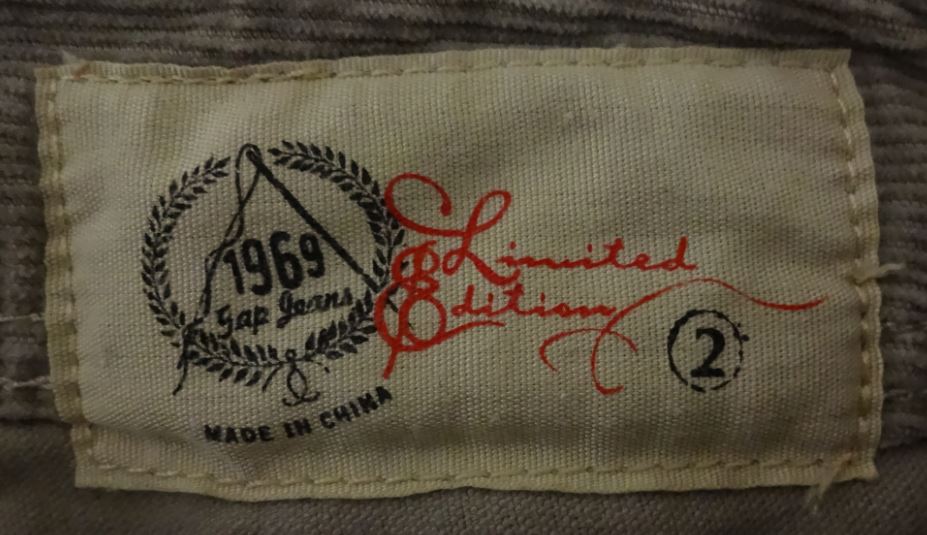 1969
Gap Jeans
MADE IN CHINA
Limited
Edition
2